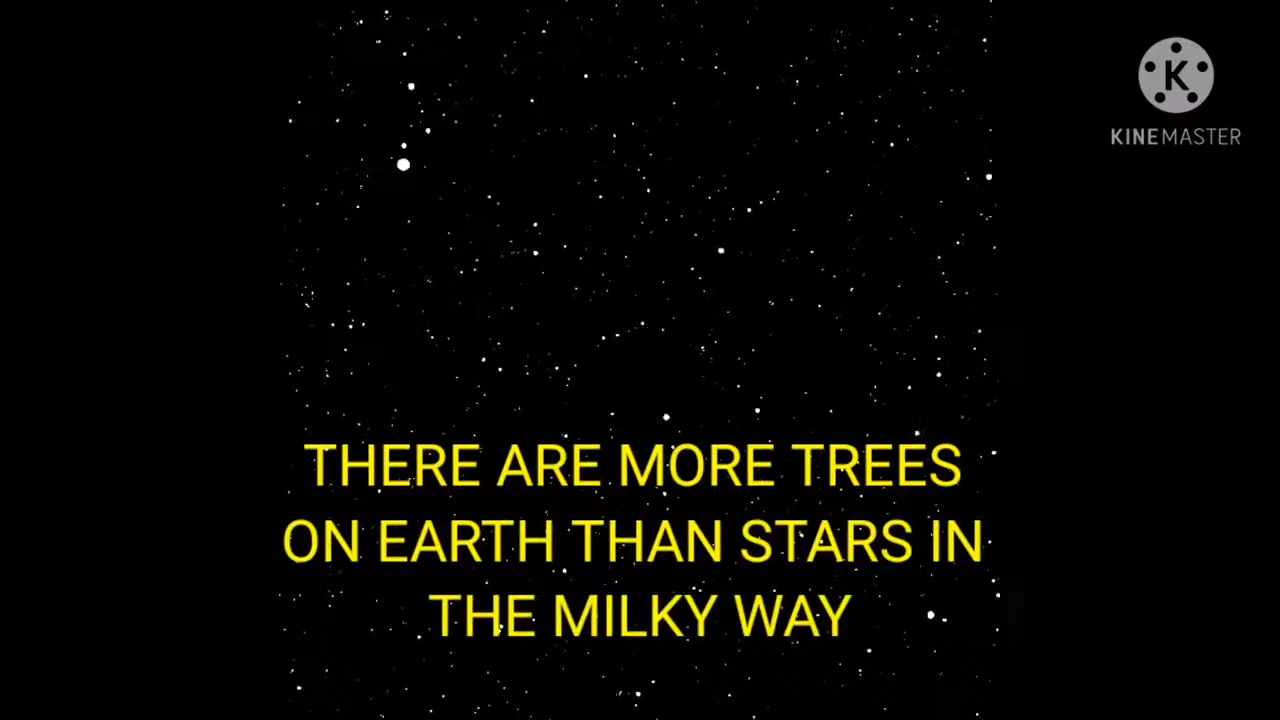 K
KINEMASTER
THERE ARE MORE TREES
ON EARTH THAN STARS IN
THE MILKY WAY